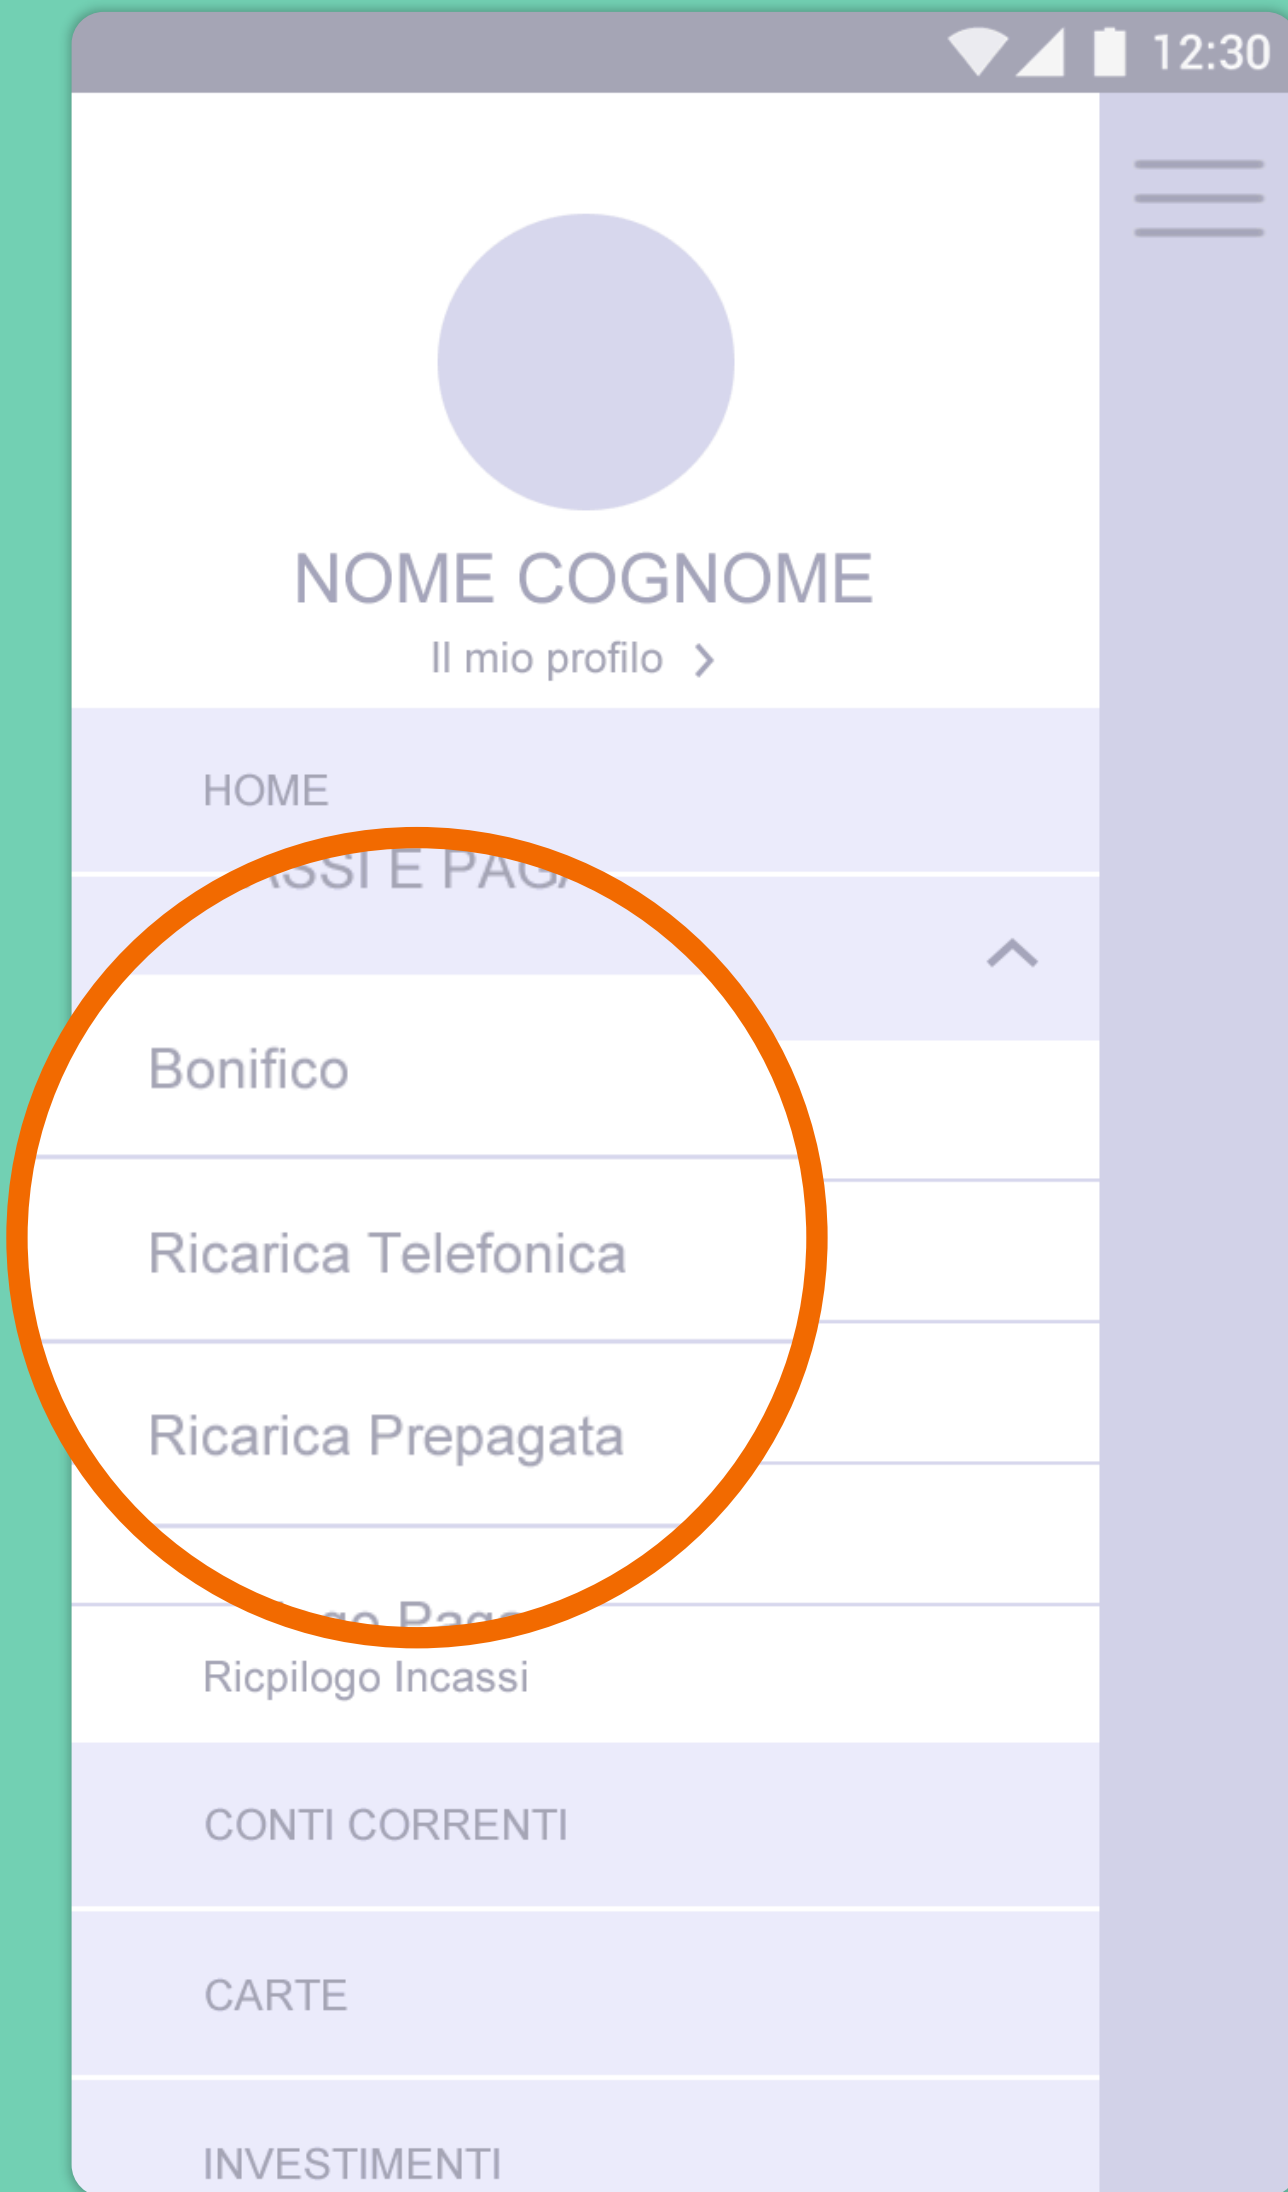 12:30
NOME COGNOME
Il mio profilo
HOME
E
Bonifico
Ricarica Telefonica
Ricarica Prepagata
Ricpilogo Incassi
CONTI CORRENTI
CARTE
INVESTIMENTI